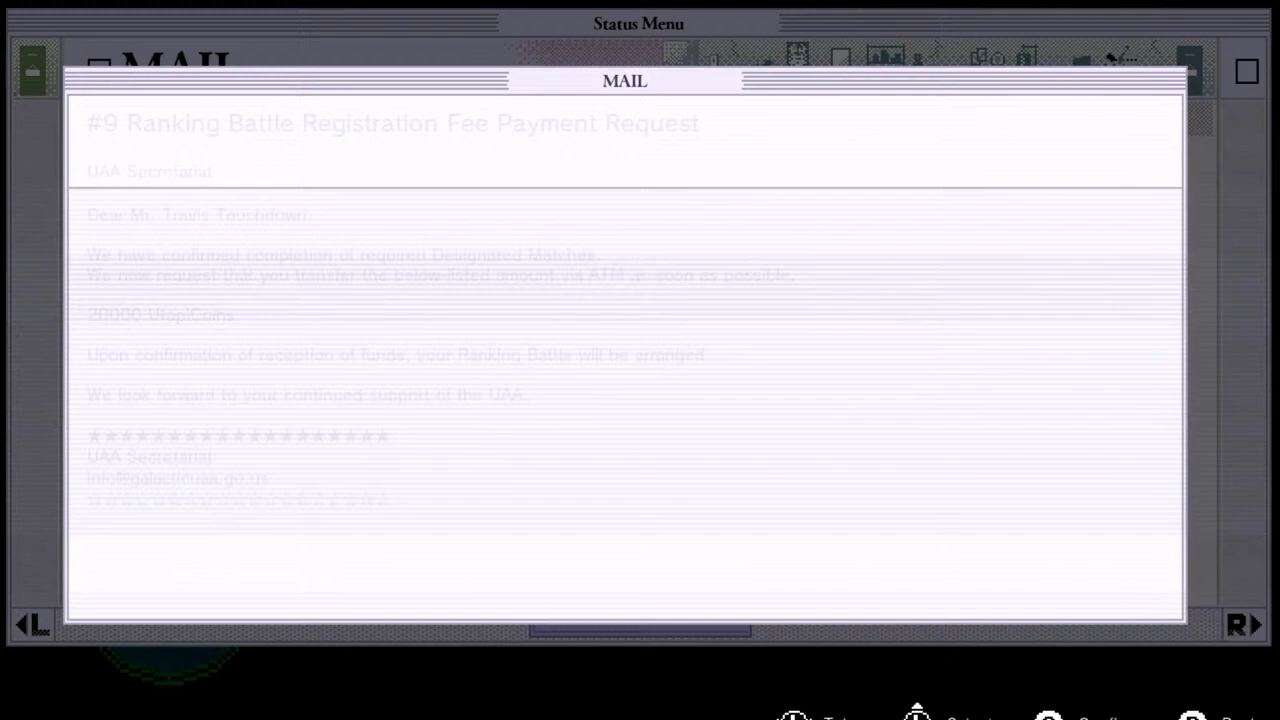 Status Menu
MAIL
MAIL
#9 Ranking Battle Registration Fee Payment Request
UAA Secretariat
Dear Mr. Travis Touchdown,
We have confirmed completion of required Designared Matches.
We now request that you transfer the below-listed amount via ATM as soon as possible.
20000 UtopiCoins
Upon confirmation of reception of funds, your Ranking Battle will be arranged.
We look forward to your continued support of the UAA.
★★★★★★★★★★★★★★★★★★★
UAA Secretariat
info@galacticuaa.go.us
★★★★★★★★★★★★★★★★★★★
L
R